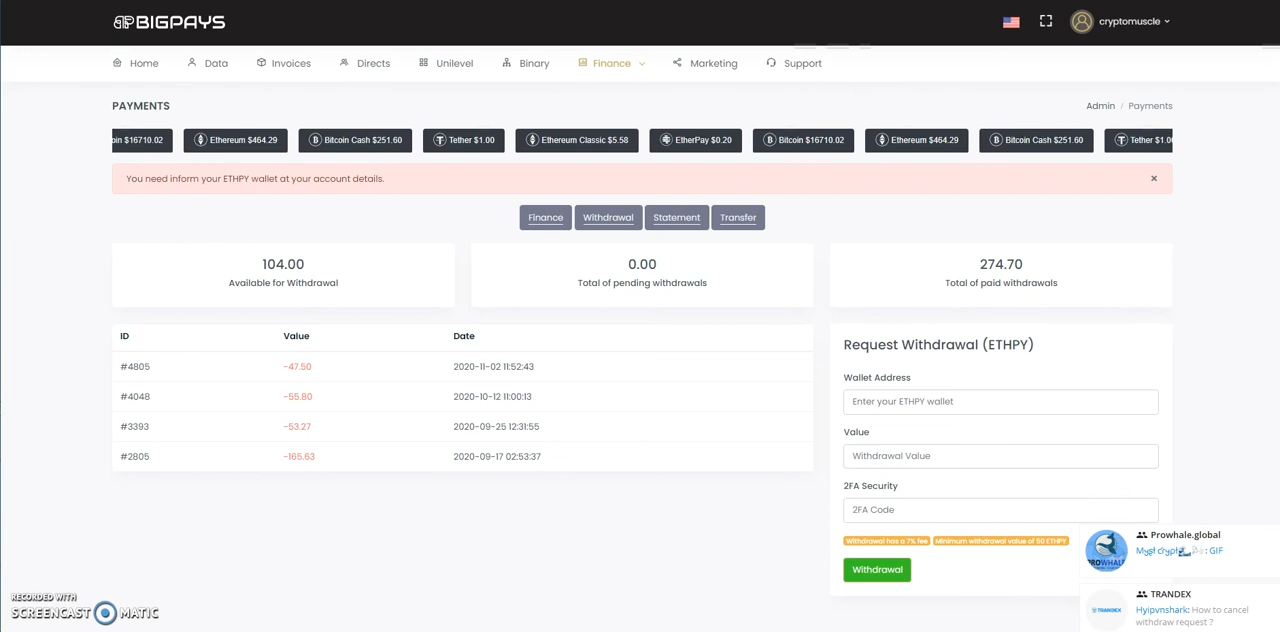 BIGPAYS
cryptomuscle
Home Data Invoices Directs Unilevel Binary Finance Marketing Support
PAYMENTS
Admin / Payments
oin $16710.02 Ethereum $464.29 Bitcoin Cash $251.60 Tether $1.00 Ethereum Classic $5.58 EtherPay $0.20 Bitcoin $16710.02 Ethereum $464.29 Bitcoin Cash $251.60 Tether $1.0
You need inform your ETHPY wallet at your account details. ×
Finance Withdrawal Statement Transfer
104.00
Available for Withdrawal
0.00
Total of pending withdrawals
274.70
Total of paid withdrawals
ID Value Date
#4805 -47.50 2020-11-02 11:52:43
#4048 -55.80 2020-10-12 11:00:13
#3393 -53.27 2020-09-25 12:31:55
#2805 -165.63 2020-09-17 02:53:37
Request Withdrawal (ETHPY)
Wallet Address
Enter your ETHPY wallet
Value
Withdrawal Value
2FA Security
2FA Code
Withdrawal has a 7% fee Minimum withdrawal value of 50 ETHPY
Withdrawal
PROWHALE
Prowhale.global
: GIF
TRANDEX
TRANDEX
Hyipvnshark: How to cancel
withdraw request ?
RECORDED WITH
SCREENCAST MATIC